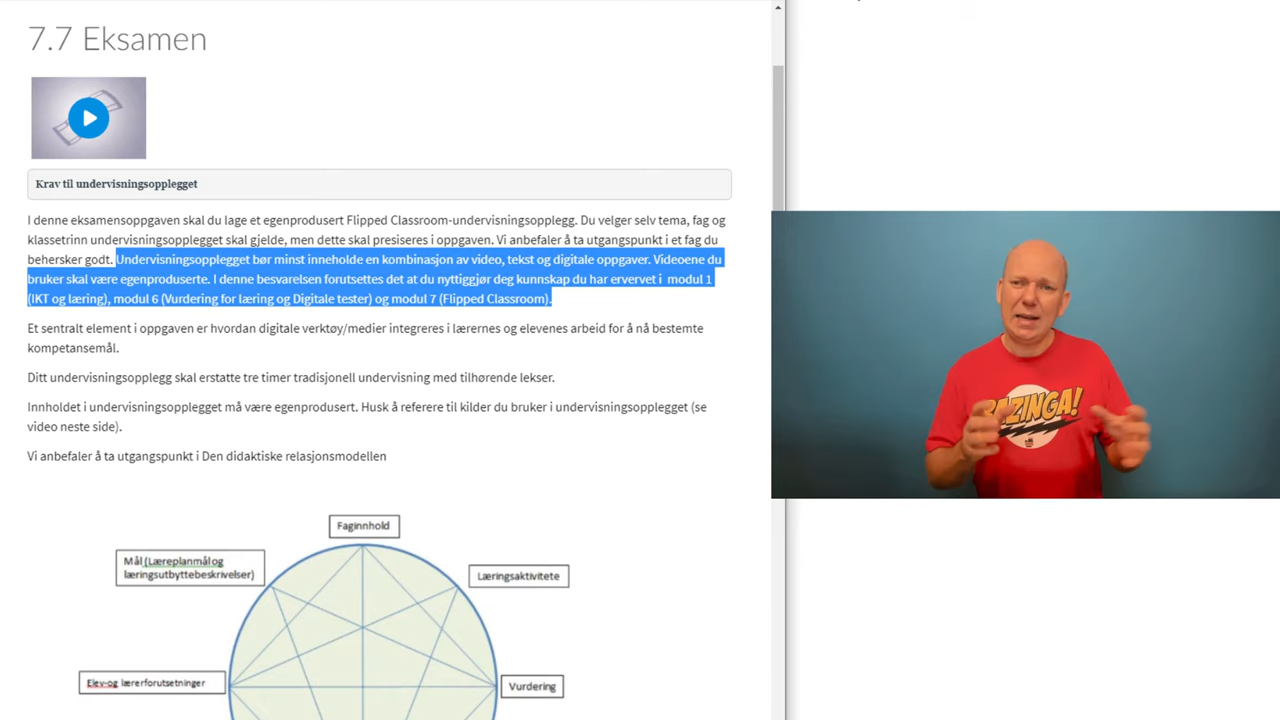 7.7 Eksamen
Krav til undervisningsopplegget
I denne eksamensoppgaven skal du lage et egenprodusert Flipped Classroom-undervisningsopplegg. Du velger selv tema, fag og
klassetrinn undervisningsopplegget skal gjelde, men dette skal presiseres i oppgaven. Vi anbefaler å ta utgangspunkt i et fag du
behersker godt. Undervisningsopplegget bør minst inneholde en kombinasjon av video, tekst og digitale oppgaver. Videoene du
bruker skal være egenproduserte. I denne besvarelsen forutsettes det at du nyttiggjør deg kunnskap du har ervervet i modul 1
(IKT og læring), modul 6 (Vurdering for læring og Digitale tester) og modul 7 (Flipped Classroom).
Et sentralt element i oppgaven er hvordan digitale verktøy/medier integreres i lærernes og elevenes arbeid for å nå bestemte
kompetansemål.
Ditt undervisningsopplegg skal erstatte tre timer tradisjonell undervisning med tilhørende lekser.
Innholdet i undervisningsopplegget må være egenprodusert. Husk å referere til kilder du bruker i undervisningsopplegget (se
video neste side).
Vi anbefaler å ta utgangspunkt i Den didaktiske relasjonsmodellen
Faginnhold
Mål (Læreplanmål og
læringsutbyttebeskrivelser)
Læringsaktivitete
Elev-og lærerforutsetninger
Vurdering
BAZINGA!